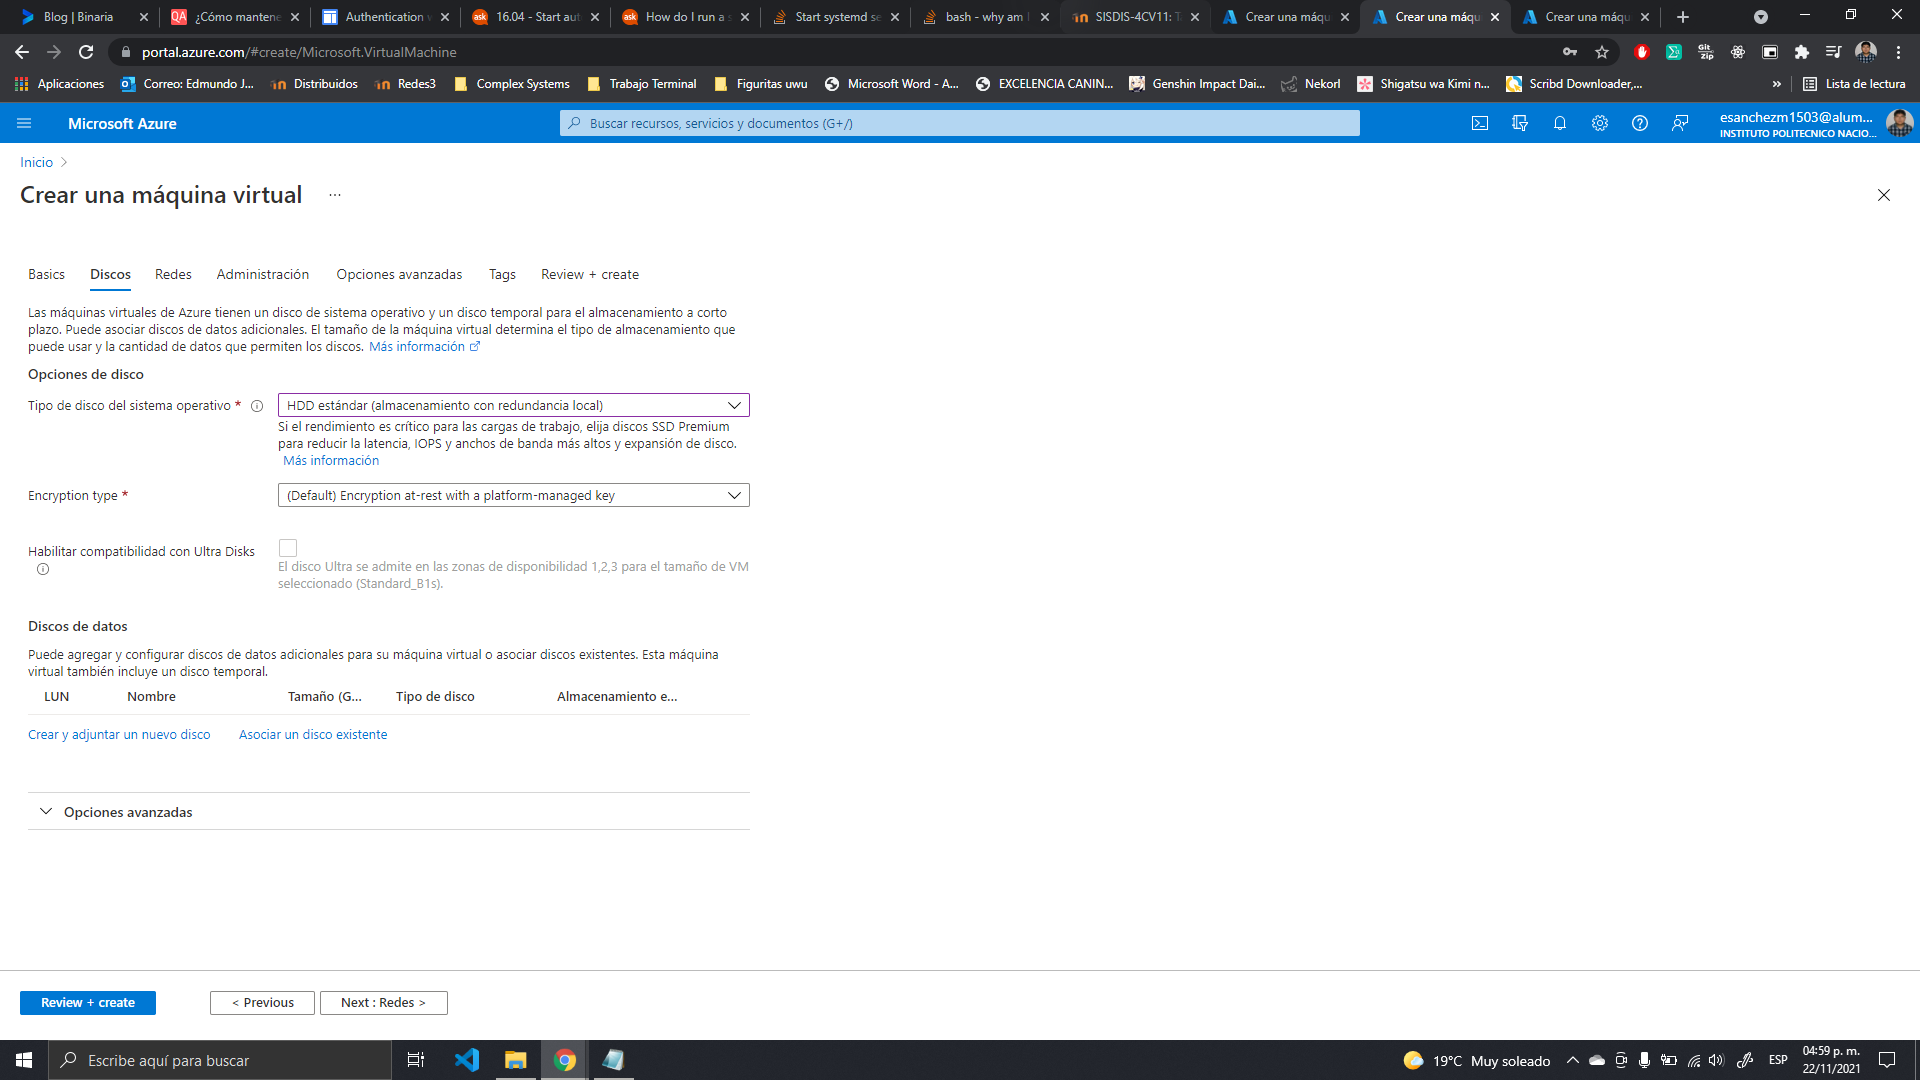 Blog | Binaria
¿Cómo mantene
Authentication
16.04 - Start aut
How do I run a s
Start systemd se
bash - why am
SISDIS-4CV11: T
Crear una máqu
Crear una máqu
Crear una máqu
portal.azure.com/#create/Microsoft.VirtualMachine
Aplicaciones
Correo: Edmundo J...
Distribuidos
Redes3
Complex Systems
Trabajo Terminal
Figuritas uwu
Microsoft Word - A...
EXCELENCIA CANIN...
Genshin Impact Dai...
Nekorl
Shigatsu wa Kimi n...
Scribd Downloader,...
»
Lista de lectura
Microsoft Azure
Buscar recursos, servicios y documentos (G+/)
esanchezm1503@alum...
INSTITUTO POLITECNICO NACIO...
Inicio >
Crear una máquina virtual ...
Basics Discos Redes Administración Opciones avanzadas Tags Review + create
Las máquinas virtuales de Azure tienen un disco de sistema operativo y un disco temporal para el almacenamiento a corto
plazo. Puede asociar discos de datos adicionales. El tamaño de la máquina virtual determina el tipo de almacenamiento que
puede usar y la cantidad de datos que permiten los discos. Más información
Opciones de disco
Tipo de disco del sistema operativo * HDD estándar (almacenamiento con redundancia local)
Si el rendimiento es crítico para las cargas de trabajo, elija discos SSD Premium
para reducir la latencia, IOPS y anchos de banda más altos y expansión de disco.
Más información
Encryption type * (Default) Encryption at-rest with a platform-managed key
Habilitar compatibilidad con Ultra Disks
El disco Ultra se admite en las zonas de disponibilidad 1,2,3 para el tamaño de VM
seleccionado (Standard_B1s).
Discos de datos
Puede agregar y configurar discos de datos adicionales para su máquina virtual o asociar discos existentes. Esta máquina
virtual también incluye un disco temporal.
LUN Nombre Tamaño (G... Tipo de disco Almacenamiento e...
Crear y adjuntar un nuevo disco Asociar un disco existente
Opciones avanzadas
Review + create < Previous Next : Redes >
Escribe aquí para buscar
19°C Muy soleado
ESP
04:59 p. m.
22/11/2021